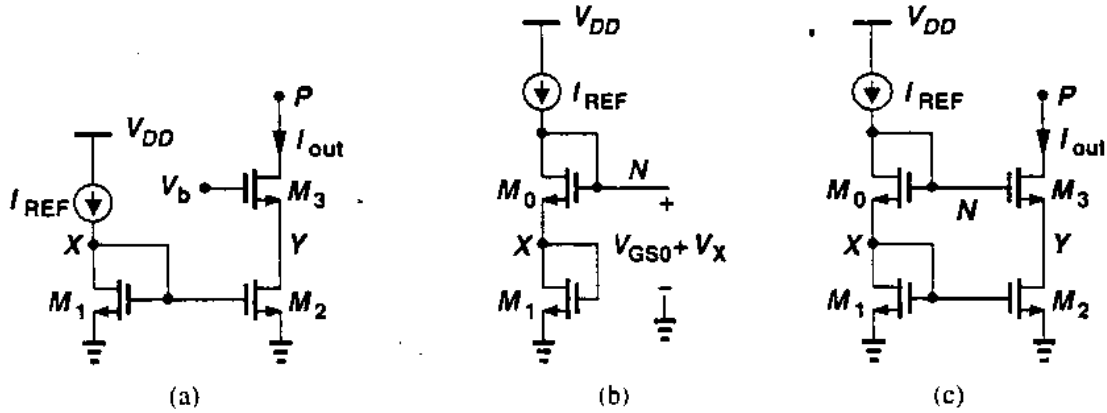 V_DD
I_REF
X
M_1
V_b
P
I_out
M_3
Y
M_2
(a)
V_DD
I_REF
M_0
N
+
X
V_GS0 + V_X
M_1
−
(b)
V_DD
I_REF
P
I_out
M_0
N
M_3
X
Y
M_1
M_2
(c)